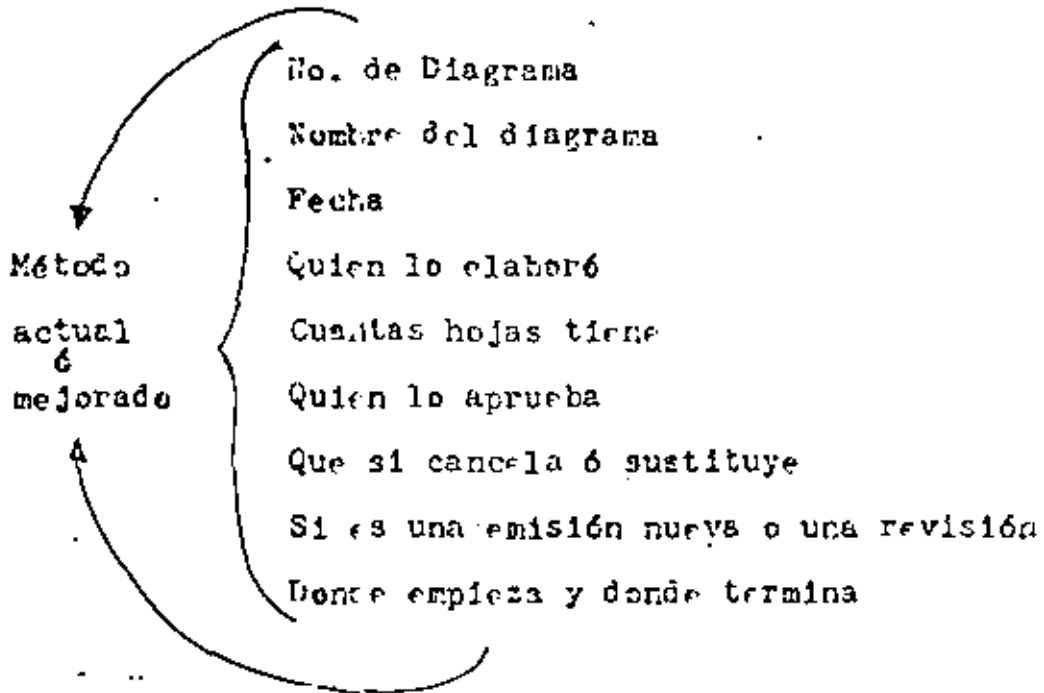 No. de Diagrama
Nombre del diagrama
Fecha
Método
Quien lo elaboró
actual
Cuantas hojas tiene
ó
mejorado
Quien lo aprueba
Que si cancela ó sustituye
Si es una emisión nueva o una revisión
Donde empieza y donde termina